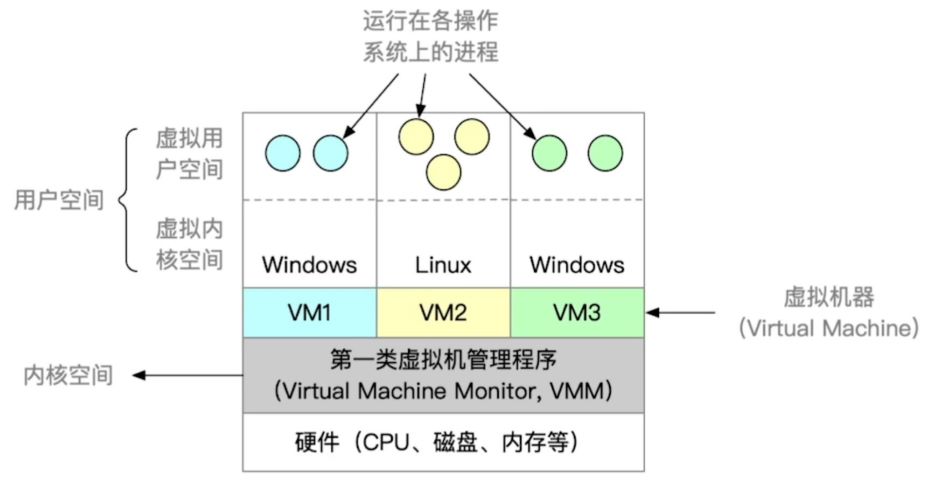 运行在各操作
系统上的进程
虚拟用
户空间
用户空间
虚拟内
核空间
Windows
Linux
Windows
VM1
VM2
VM3
虚拟机器
（Virtual Machine）
第一类虚拟机管理程序
（Virtual Machine Monitor, VMM）
内核空间
硬件（CPU、磁盘、内存等）